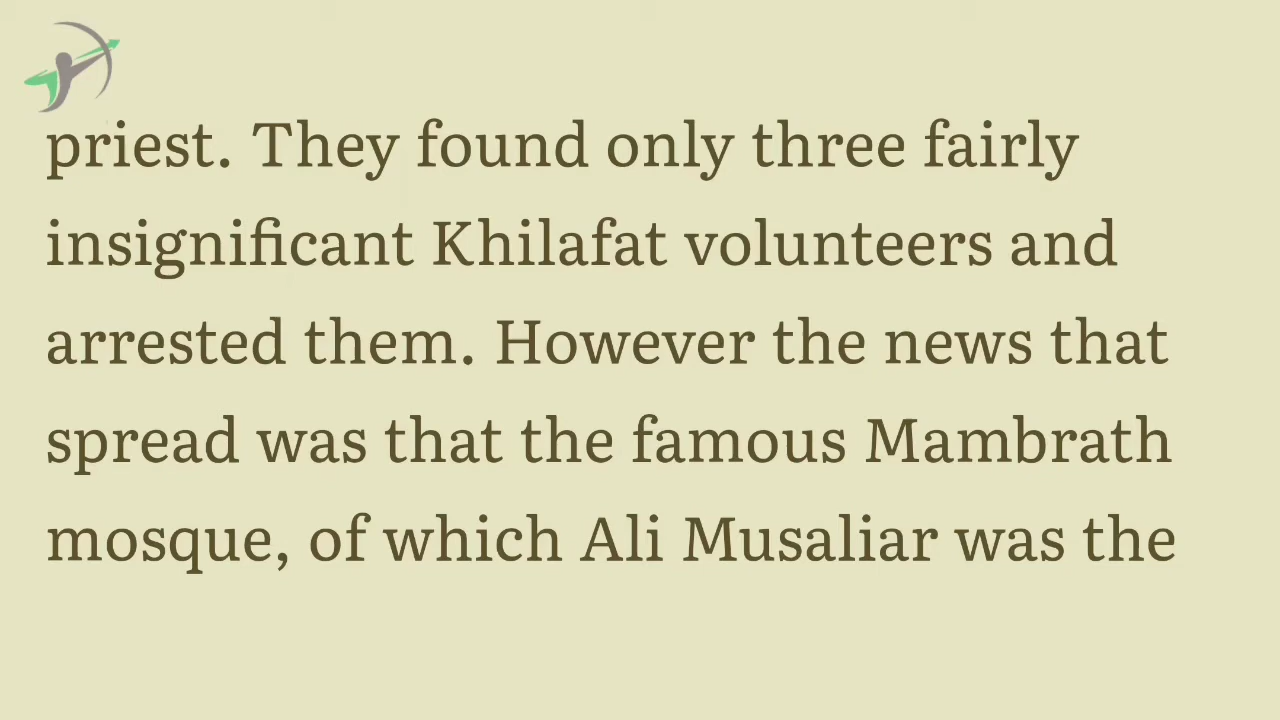 priest. They found only three fairly
insignificant Khilafat volunteers and
arrested them. However the news that
spread was that the famous Mambrath
mosque, of which Ali Musaliar was the